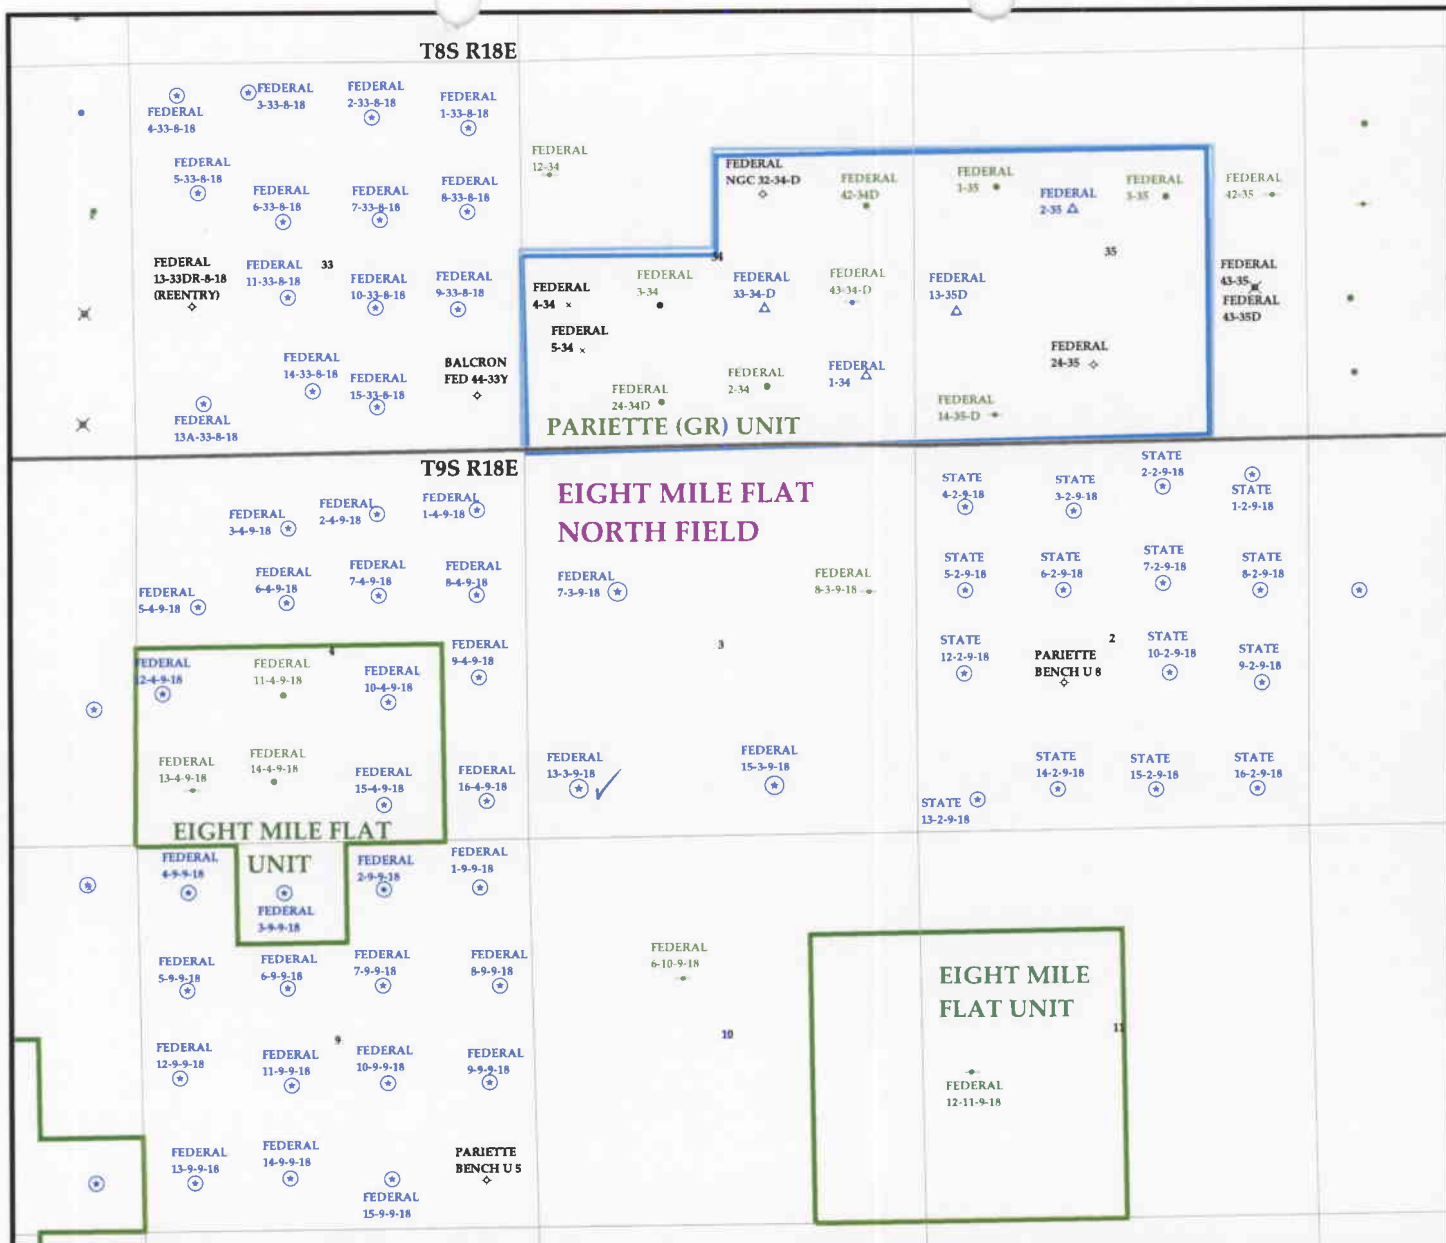 T8S R18E
FEDERAL
4-33-8-18
FEDERAL
3-33-8-18
FEDERAL
2-33-8-18
FEDERAL
1-33-8-18
FEDERAL
5-33-8-18
FEDERAL
6-33-8-18
FEDERAL
7-33-8-18
FEDERAL
8-33-8-18
FEDERAL
13-33DR-8-18
(REENTRY)
FEDERAL
11-33-8-18
33
FEDERAL
10-33-8-18
FEDERAL
9-33-8-18
FEDERAL
14-33-8-18
FEDERAL
15-33-8-18
BALCRON
FED 44-33Y
FEDERAL
13A-33-8-18
FEDERAL
12-34
FEDERAL
NGC 32-34-D
FEDERAL
42-34D
FEDERAL
1-35
FEDERAL
2-35
FEDERAL
3-35
FEDERAL
42-35
34
35
FEDERAL
4-34
FEDERAL
3-34
FEDERAL
33-34-D
FEDERAL
43-34-D
FEDERAL
13-35D
FEDERAL
43-35
FEDERAL
43-35D
FEDERAL
5-34
FEDERAL
24-34D
FEDERAL
2-34
FEDERAL
1-34
FEDERAL
24-35
FEDERAL
14-35-D
PARIETTE (GR) UNIT
T9S R18E
EIGHT MILE FLAT
NORTH FIELD
FEDERAL
3-4-9-18
FEDERAL
2-4-9-18
FEDERAL
1-4-9-18
FEDERAL
5-4-9-18
FEDERAL
6-4-9-18
FEDERAL
7-4-9-18
FEDERAL
8-4-9-18
FEDERAL
7-3-9-18
FEDERAL
8-3-9-18
STATE
4-2-9-18
STATE
3-2-9-18
STATE
2-2-9-18
STATE
1-2-9-18
STATE
5-2-9-18
STATE
6-2-9-18
STATE
7-2-9-18
STATE
8-2-9-18
4
FEDERAL
12-4-9-18
FEDERAL
11-4-9-18
FEDERAL
10-4-9-18
FEDERAL
9-4-9-18
3
STATE
12-2-9-18
PARIETTE
BENCH U 8
2
STATE
10-2-9-18
STATE
9-2-9-18
FEDERAL
13-4-9-18
FEDERAL
14-4-9-18
FEDERAL
15-4-9-18
FEDERAL
16-4-9-18
FEDERAL
13-3-9-18
FEDERAL
15-3-9-18
STATE
13-2-9-18
STATE
14-2-9-18
STATE
15-2-9-18
STATE
16-2-9-18
EIGHT MILE FLAT
UNIT
FEDERAL
4-9-9-18
FEDERAL
3-9-9-18
FEDERAL
2-9-9-18
FEDERAL
1-9-9-18
FEDERAL
5-9-9-18
FEDERAL
6-9-9-18
FEDERAL
7-9-9-18
FEDERAL
8-9-9-18
FEDERAL
6-10-9-18
EIGHT MILE
FLAT UNIT
9
10
11
FEDERAL
12-9-9-18
FEDERAL
11-9-9-18
FEDERAL
10-9-9-18
FEDERAL
9-9-9-18
FEDERAL
12-11-9-18
FEDERAL
13-9-9-18
FEDERAL
14-9-9-18
FEDERAL
15-9-9-18
PARIETTE
BENCH U 5